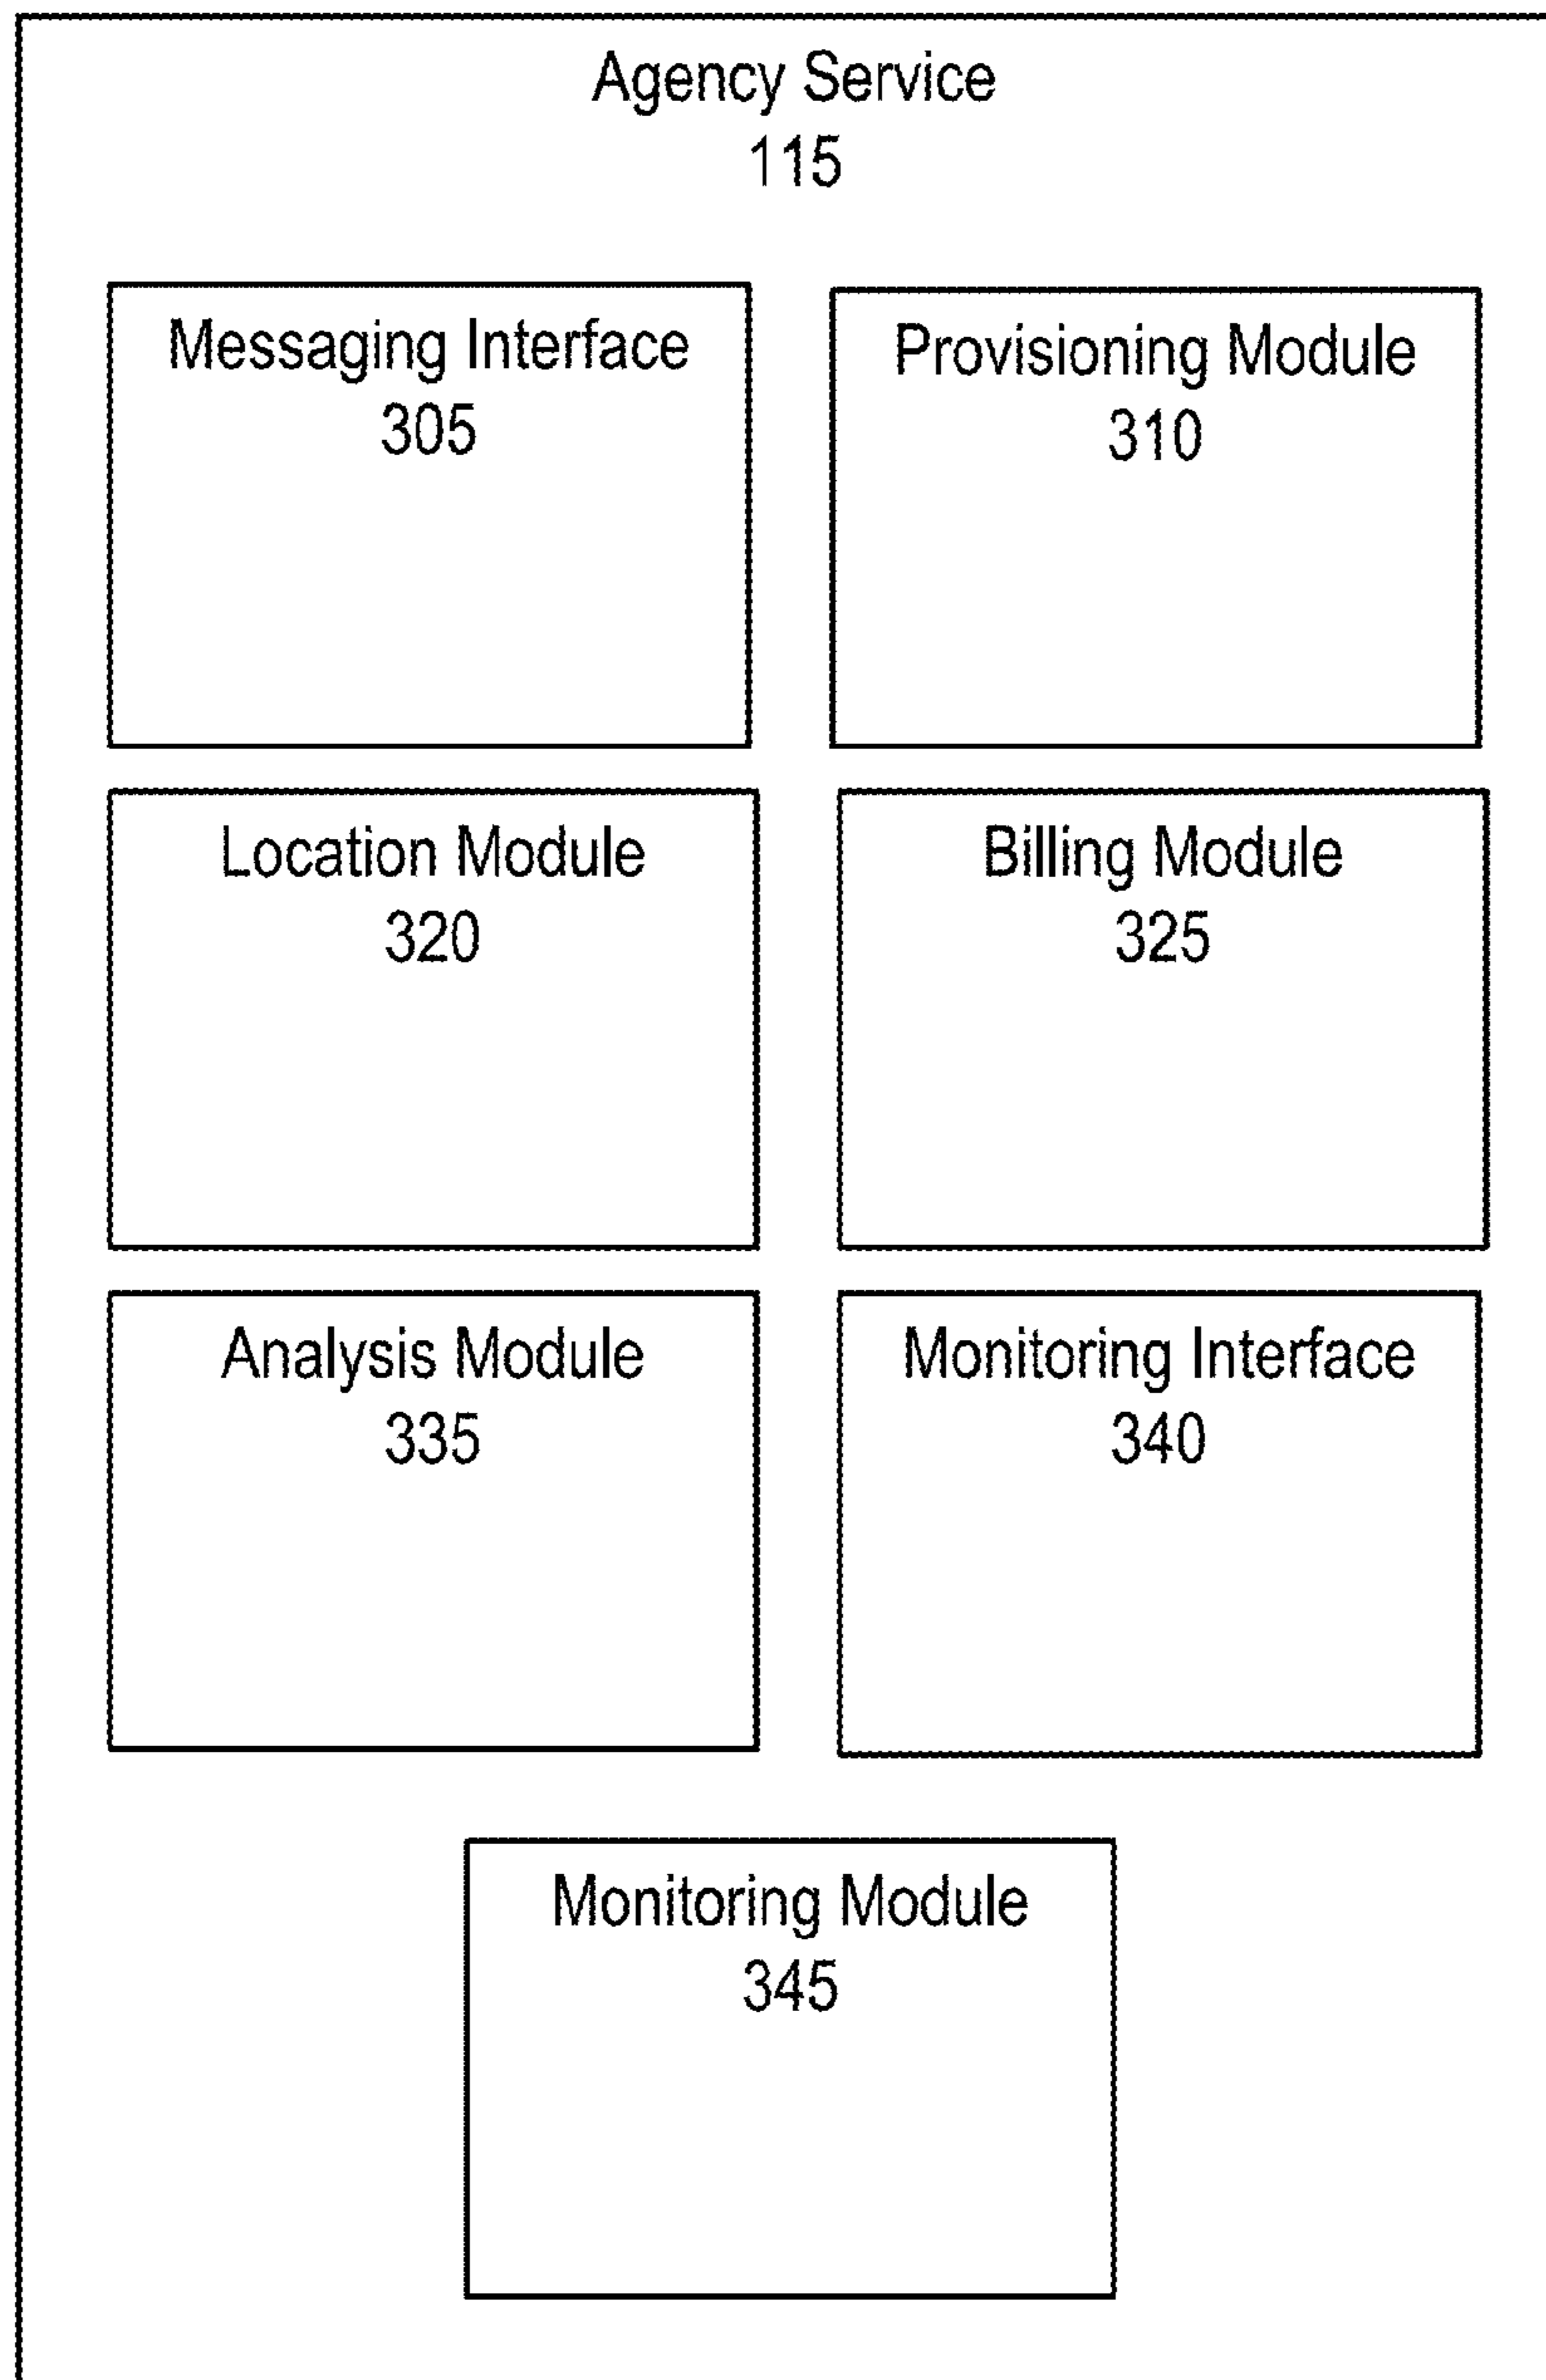 Agency Service
115
Messaging Interface
305
Provisioning Module
310
Location Module
320
Billing Module
325
Analysis Module
335
Monitoring Interface
340
Monitoring Module
345